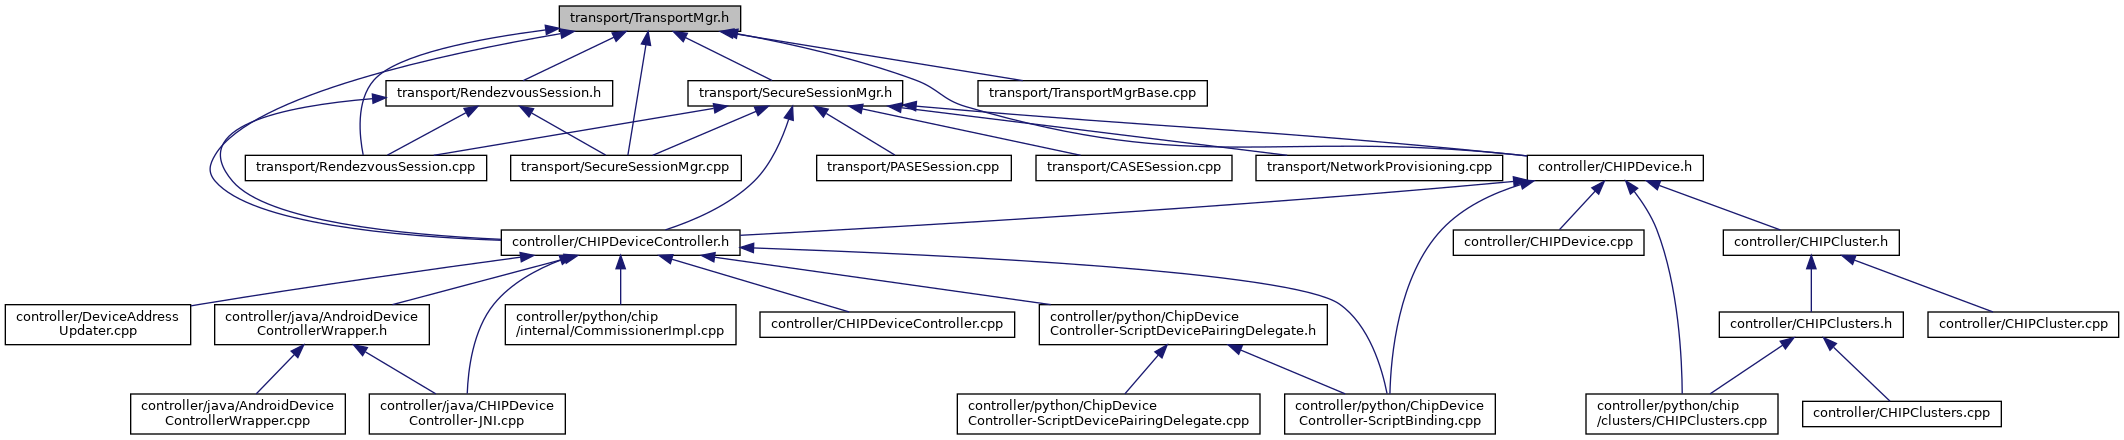 transport/TransportMgr.h
transport/RendezvousSession.h
transport/SecureSessionMgr.h
transport/TransportMgrBase.cpp
transport/RendezvousSession.cpp
transport/SecureSessionMgr.cpp
transport/PASESession.cpp
transport/CASESession.cpp
transport/NetworkProvisioning.cpp
controller/CHIPDevice.h
controller/CHIPDeviceController.h
controller/CHIPDevice.cpp
controller/CHIPCluster.h
controller/DeviceAddress
Updater.cpp
controller/java/AndroidDevice
ControllerWrapper.h
controller/python/chip
/internal/CommissionerImpl.cpp
controller/CHIPDeviceController.cpp
controller/python/ChipDevice
Controller-ScriptDevicePairingDelegate.h
controller/CHIPClusters.h
controller/CHIPCluster.cpp
controller/java/AndroidDevice
ControllerWrapper.cpp
controller/java/CHIPDevice
Controller-JNI.cpp
controller/python/ChipDevice
Controller-ScriptDevicePairingDelegate.cpp
controller/python/ChipDevice
Controller-ScriptBinding.cpp
controller/python/chip
/clusters/CHIPClusters.cpp
controller/CHIPClusters.cpp